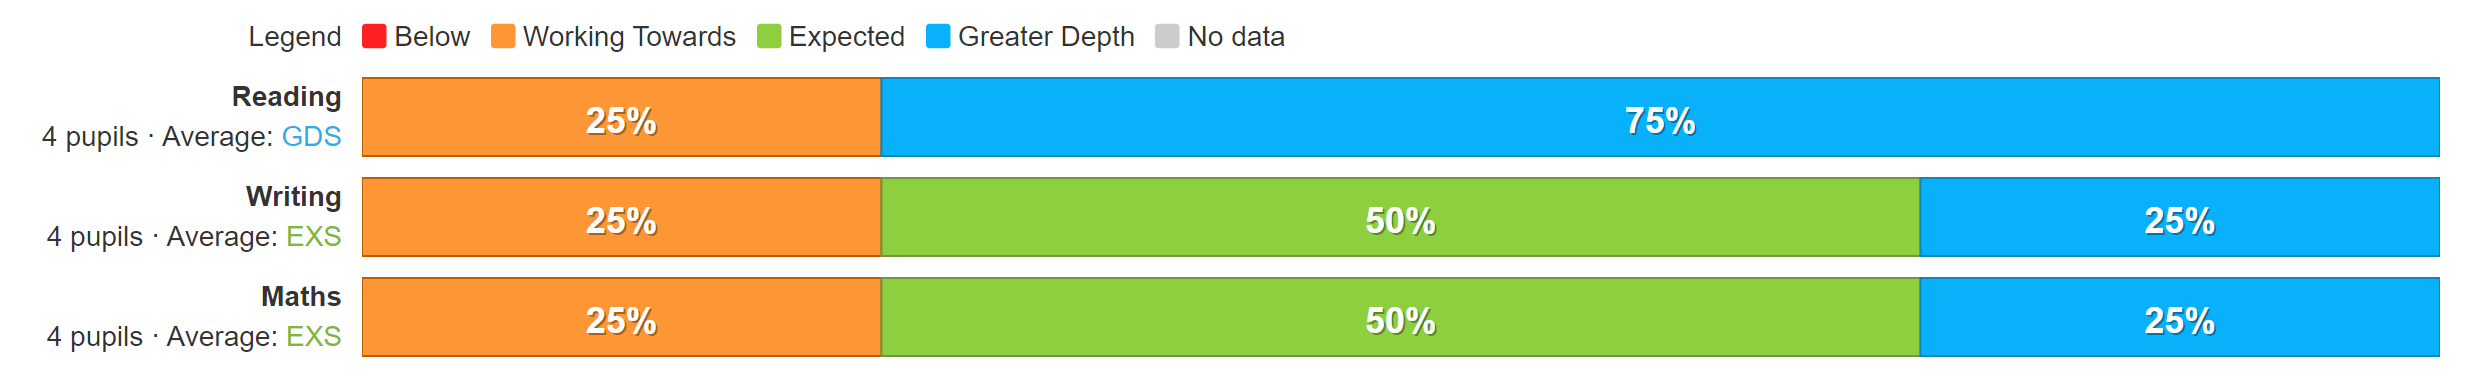 Legend Below Working Towards Expected Greater Depth No data
Reading
4 pupils · Average: GDS
25% 75%
Writing
4 pupils · Average: EXS
25% 50% 25%
Maths
4 pupils · Average: EXS
25% 50% 25%